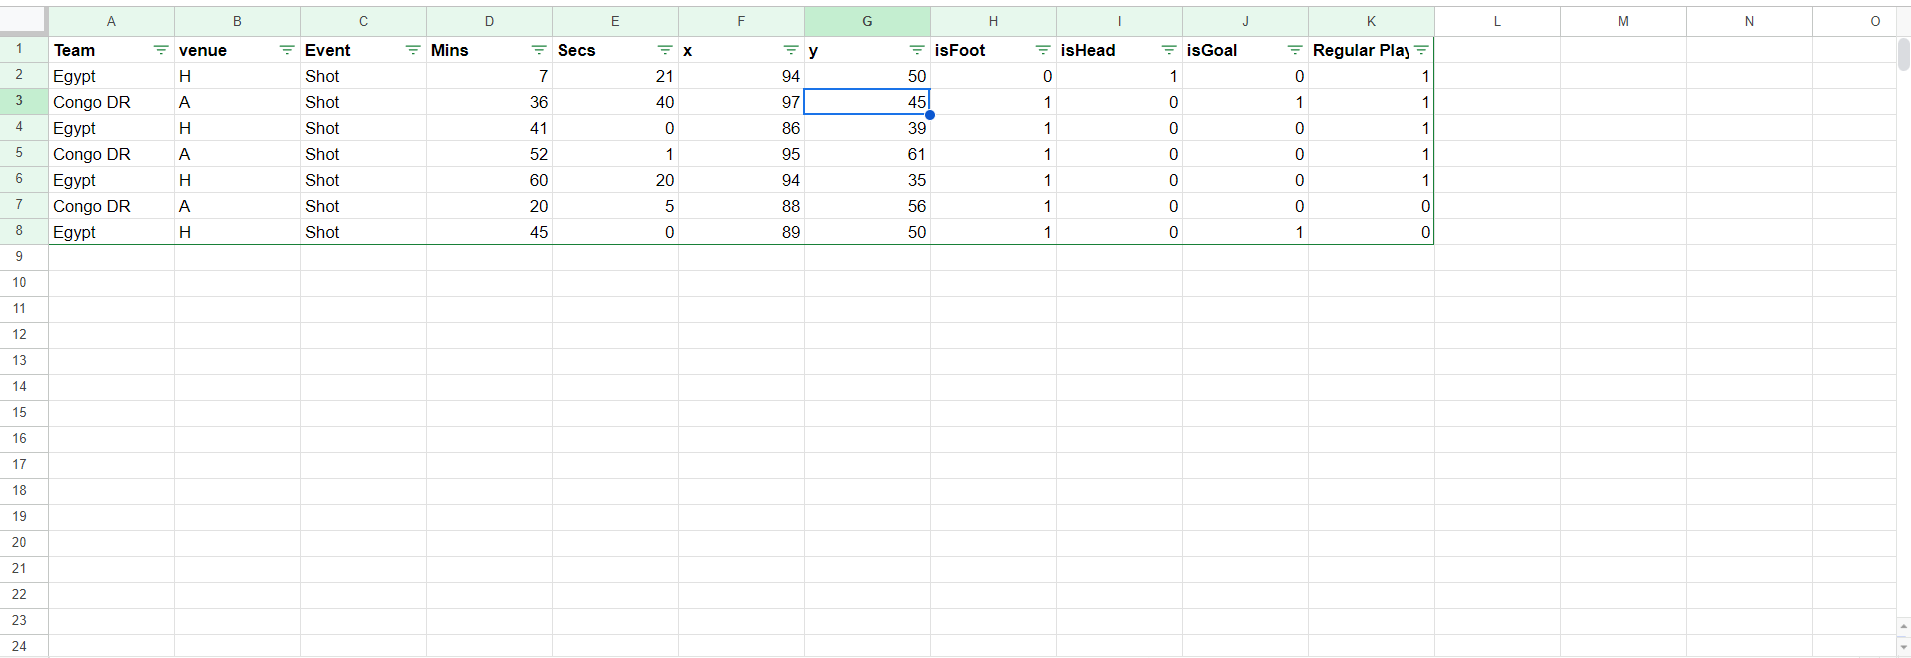 A B C D E F G H I J K L M N O
1 Team venue Event Mins Secs x y isFoot isHead isGoal Regular Play
2 Egypt H Shot 7 21 94 50 0 1 0 1
3 Congo DR A Shot 36 40 97 45 1 0 1 1
4 Egypt H Shot 41 0 86 39 1 0 0 1
5 Congo DR A Shot 52 1 95 61 1 0 0 1
6 Egypt H Shot 60 20 94 35 1 0 0 1
7 Congo DR A Shot 20 5 88 56 1 0 0 0
8 Egypt H Shot 45 0 89 50 1 0 1 0
9
10
11
12
13
14
15
16
17
18
19
20
21
22
23
24